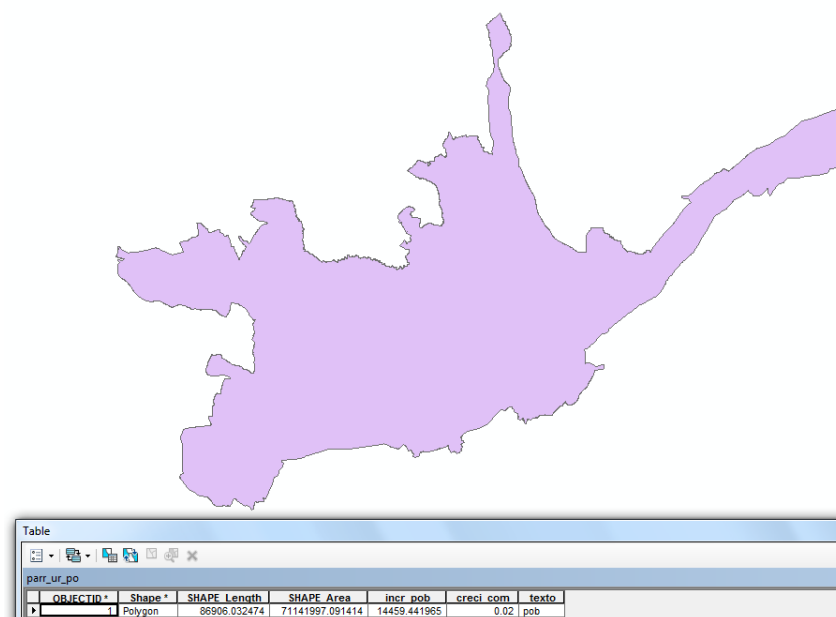 Table
parr_ur_po
OBJECTID * Shape * SHAPE_Length SHAPE_Area incr_pob creci_com texto
1 Polygon 86906.032474 71141997.091414 14459.441965 0.02 pob